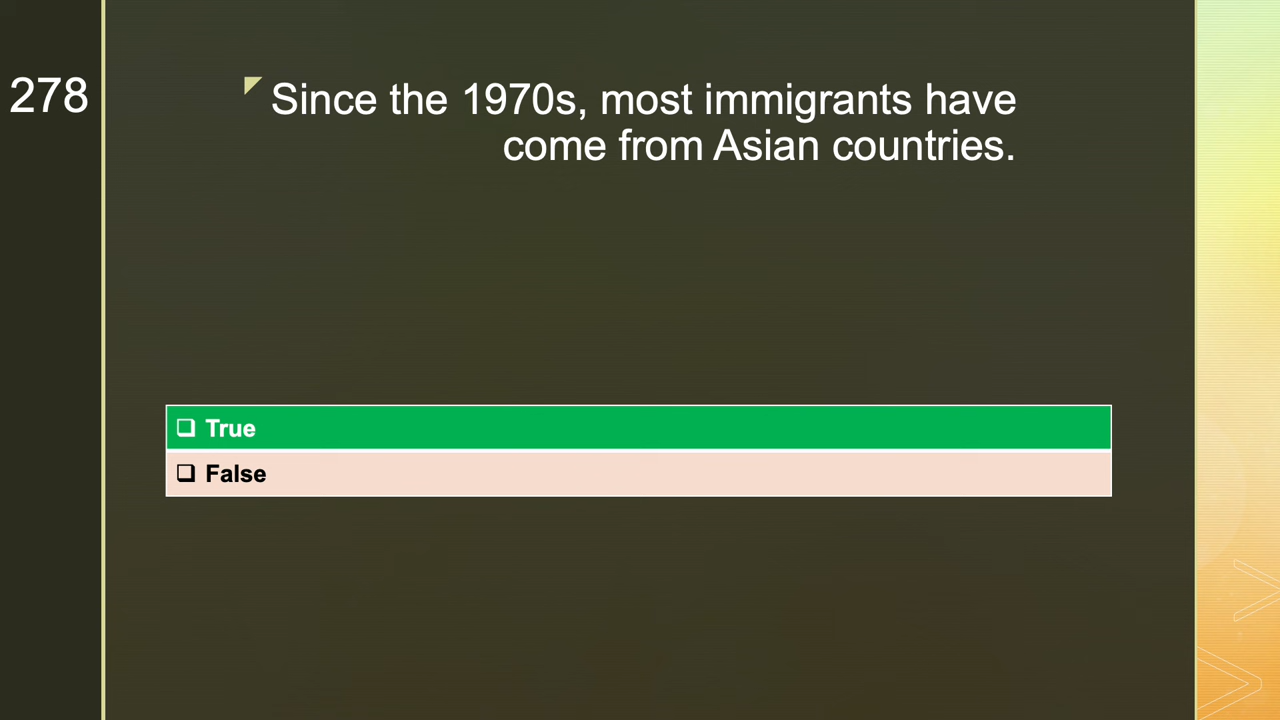 278
Since the 1970s, most immigrants have
come from Asian countries.
❑ True
❑ False